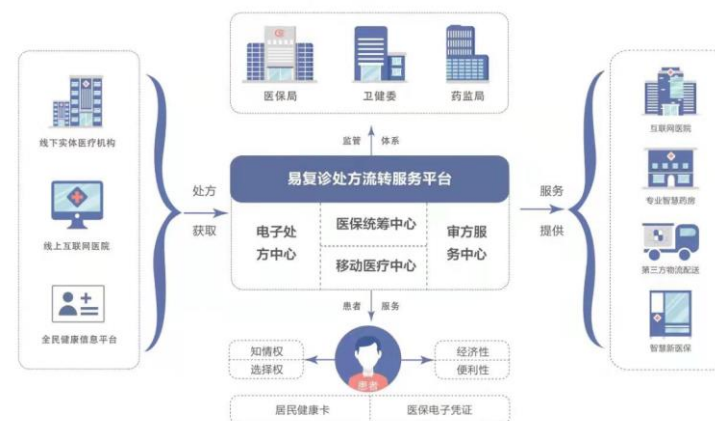 医保局
卫健委
药监局
监管 体系
线下实体医疗机构
线上互联网医院
全民健康信息平台
处方
获取
易复诊处方流转服务平台
电子处
方中心
医保统筹中心
移动医疗中心
审方服
务中心
服务
提供
互联网医院
专业智慧药房
第三方物流配送
智慧新医保
患者 服务
知情权
选择权
患者
经济性
便利性
居民健康卡
医保电子凭证